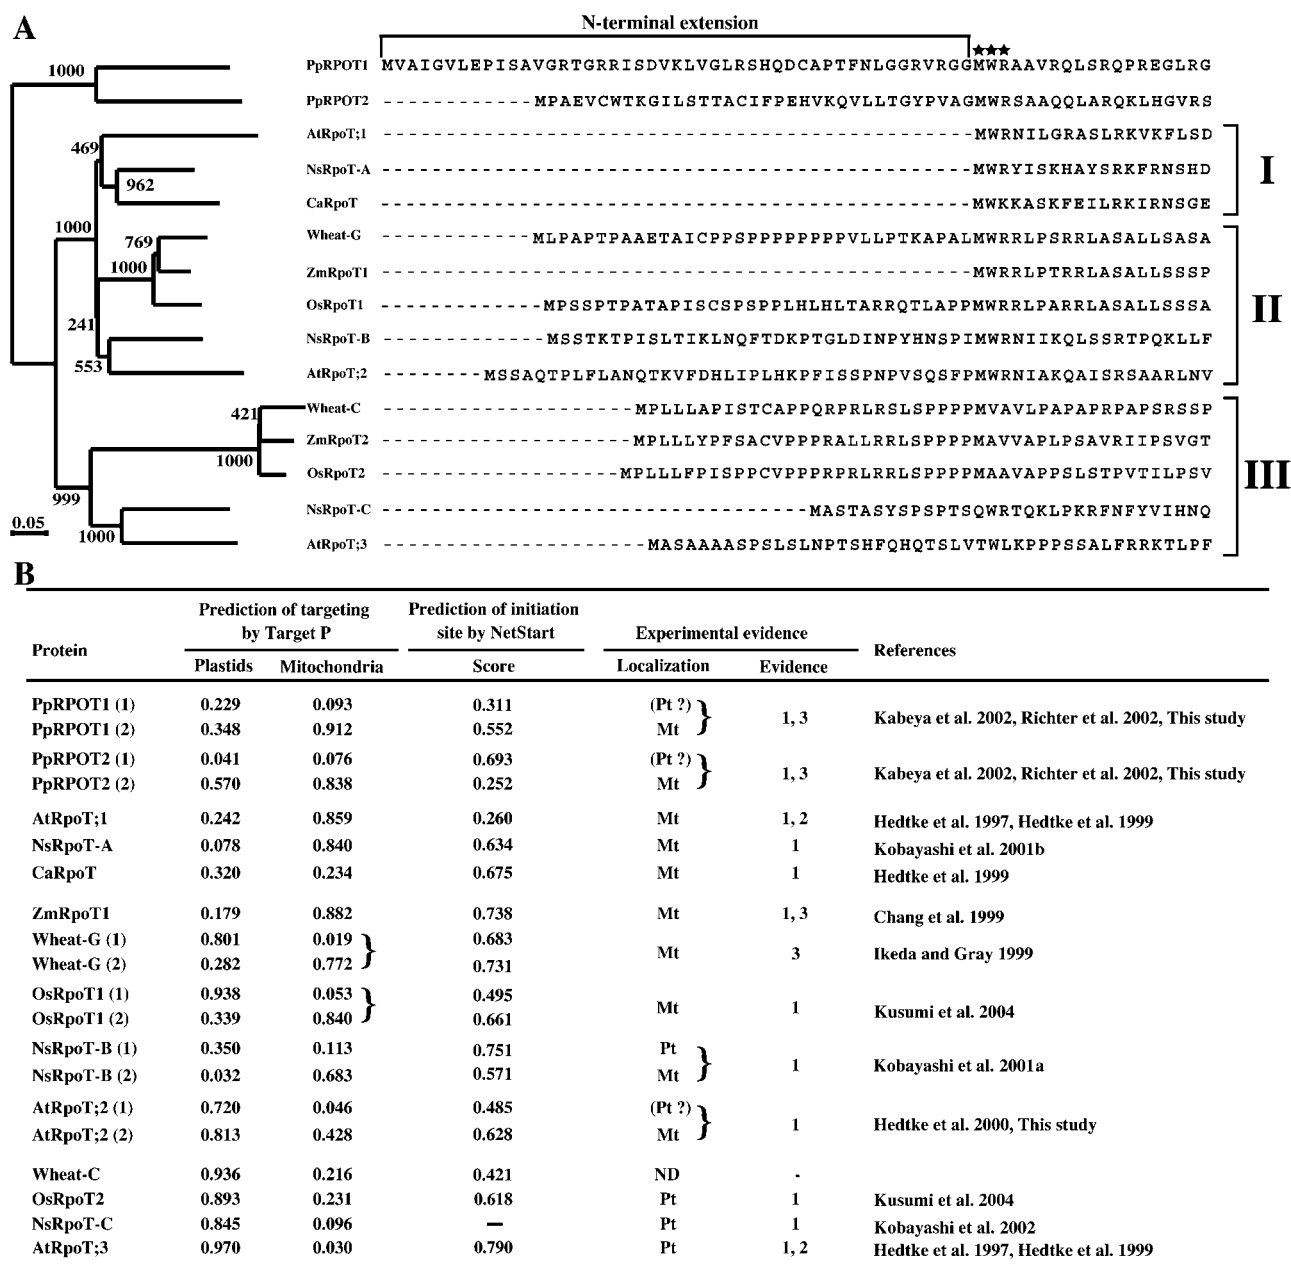 A
N-terminal extension
★★★
1000 PpRPOT1 MVAIGVLEPISAVGRTGRRISDVKLVGLRSHQDCAPTFNLGGRVRGGMWRAAVRQLSRQPREGLRG
PpRPOT2 - - - - - - - - - - - - MPAEVCWTKGILSTTACIFPEHVKQVLLTGYPVAGMWRSAAQQLARQKLHGVRS
469 AtRpoT;1 - - - - - - - - - - - - - - - - - - - - - - - - - - - - - - - - - - - - - - - - - - - - - - - MWRNILGRASLRKVKFLSD
I
962 NsRpoT-A - - - - - - - - - - - - - - - - - - - - - - - - - - - - - - - - - - - - - - - - - - - - - - - MWRYISKHAYSRKFRNSHD
CaRpoT - - - - - - - - - - - - - - - - - - - - - - - - - - - - - - - - - - - - - - - - - - - - - - - MWKKASKFEILRKIRNSGE
1000
769 Wheat-G - - - - - - - - - - - - MLPAPTPAAETAICPPSPPPPPPPPVLLPTKAPALMWRRLPSRRLASALLSASA
1000 ZmRpoT1 - - - - - - - - - - - - - - - - - - - - - - - - - - - - - - - - - - - - - - - - - - - - - - - MWRRLPTRRLASALLSSSP
OsRpoT1 - - - - - - - - - - - - - MPSSPTPATAPISCSPSPPLHLHLTARRQTLAPPMWRRLPARRLASALLSSSA
II
241 NsRpoT-B - - - - - - - - - - - - - MSSTKTPISLTIKLNQFTDKPTGLDINPYHNSPIMWRNIIKQLSSRTPQKLLF
553 AtRpoT;2 - - - - - - - - MSSAQTPLFLANQTKVFDHLIPLHKPFISSPNPVSQSFPMWRNIAKQAISRSAARLNV
421 Wheat-C - - - - - - - - - - - - - - - - - - - - MPLLLAPISTCAPPQRPRLRSLSPPPPMVAVLPAPAPRPAPSRSSP
ZmRpoT2 - - - - - - - - - - - - - - - - - - - - MPLLLYPFSACVPPPRALLRRLSPPPPMAVVAPLPSAVRIIPSVGT
1000 OsRpoT2 - - - - - - - - - - - - - - - - - - - MPLLLFPISPPCVPPPRPRLRRLSPPPPMAAVAPPSLSTPVTILPSV
III
999 NsRpoT-C - - - - - - - - - - - - - - - - - - - - - - - - - - - - - - - - - - MASTASYSPSPTSQWRTQKLPKRFNFYVIHNQ
0.05
1000 AtRpoT;3 - - - - - - - - - - - - - - - - - - - - - MASAAAASPSLSLNPTSHFQHQTSLVTWLKPPPSSALFRRKTLPF
B
Prediction of targeting Prediction of initiation
by Target P site by NetStart Experimental evidence
Protein References
Plastids Mitochondria Score Localization Evidence
PpRPOT1 (1) 0.229 0.093 0.311 (Pt ?)
1, 3 Kabeya et al. 2002, Richter et al. 2002, This study
PpRPOT1 (2) 0.348 0.912 0.552 Mt
PpRPOT2 (1) 0.041 0.076 0.693 (Pt ?)
1, 3 Kabeya et al. 2002, Richter et al. 2002, This study
PpRPOT2 (2) 0.570 0.838 0.252 Mt
AtRpoT;1 0.242 0.859 0.260 Mt 1, 2 Hedtke et al. 1997, Hedtke et al. 1999
NsRpoT-A 0.078 0.840 0.634 Mt 1 Kobayashi et al. 2001b
CaRpoT 0.320 0.234 0.675 Mt 1 Hedtke et al. 1999
ZmRpoT1 0.179 0.882 0.738 Mt 1, 3 Chang et al. 1999
Wheat-G (1) 0.801 0.019 0.683
Mt 3 Ikeda and Gray 1999
Wheat-G (2) 0.282 0.772 0.731
OsRpoT1 (1) 0.938 0.053 0.495
Mt 1 Kusumi et al. 2004
OsRpoT1 (2) 0.339 0.840 0.661
NsRpoT-B (1) 0.350 0.113 0.751 Pt
1 Kobayashi et al. 2001a
NsRpoT-B (2) 0.032 0.683 0.571 Mt
AtRpoT;2 (1) 0.720 0.046 0.485 (Pt ?)
1 Hedtke et al. 2000, This study
AtRpoT;2 (2) 0.813 0.428 0.628 Mt
Wheat-C 0.936 0.216 0.421 ND -
OsRpoT2 0.893 0.231 0.618 Pt 1 Kusumi et al. 2004
NsRpoT-C 0.845 0.096 — Pt 1 Kobayashi et al. 2002
AtRpoT;3 0.970 0.030 0.790 Pt 1, 2 Hedtke et al. 1997, Hedtke et al. 1999